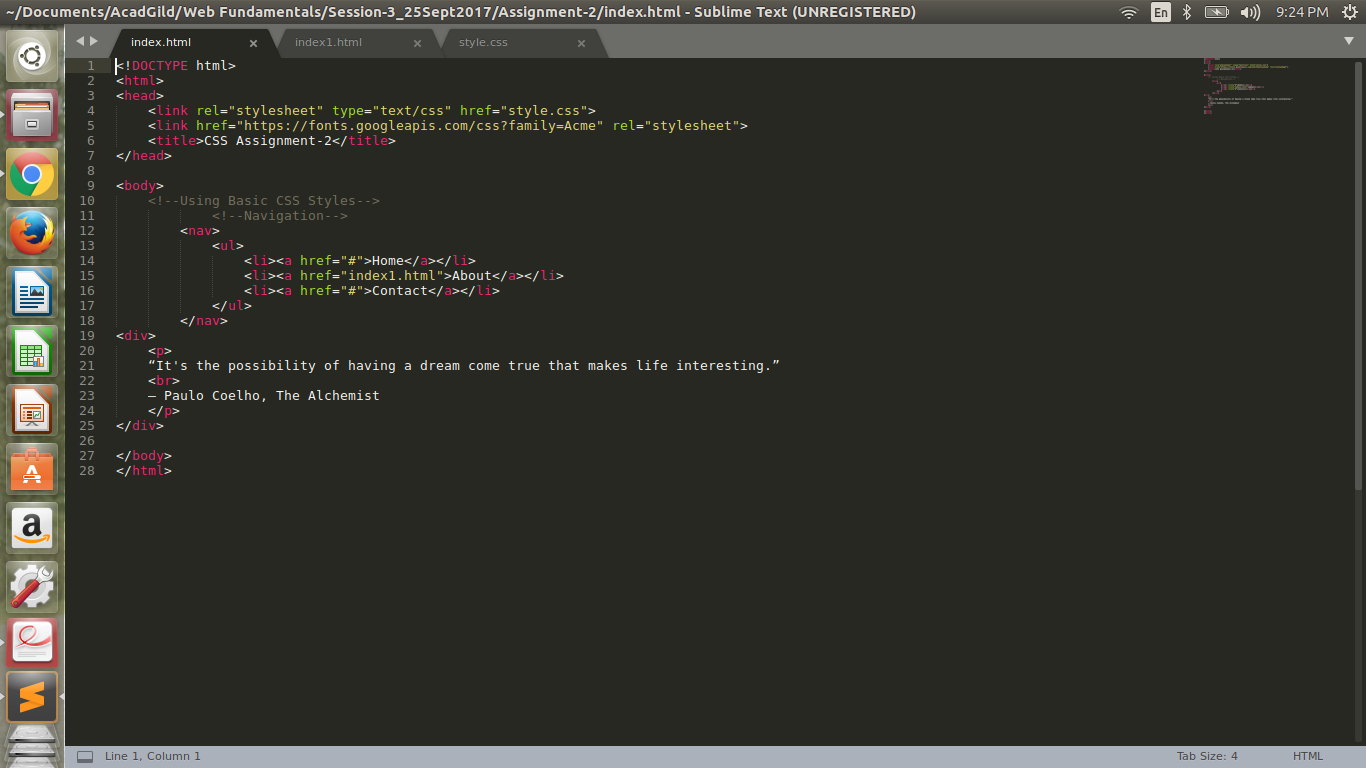 ~/Documents/AcadGild/Web Fundamentals/Session-3_25Sept2017/Assignment-2/index.html - Sublime Text (UNREGISTERED)
En
9:24 PM
index.html
index1.html
style.css
1 <!DOCTYPE html>
2 <html>
3 <head>
4     <link rel="stylesheet" type="text/css" href="style.css">
5     <link href="https://fonts.googleapis.com/css?family=Acme" rel="stylesheet">
6     <title>CSS Assignment-2</title>
7 </head>
8
9 <body>
10     <!--Using Basic CSS Styles-->
11             <!--Navigation-->
12         <nav>
13             <ul>
14                 <li><a href="#">Home</a></li>
15                 <li><a href="index1.html">About</a></li>
16                 <li><a href="#">Contact</a></li>
17             </ul>
18         </nav>
19 <div>
20     <p>
21     “It's the possibility of having a dream come true that makes life interesting.”
22     <br>
23     — Paulo Coelho, The Alchemist
24     </p>
25 </div>
26
27 </body>
28 </html>
Line 1, Column 1
Tab Size: 4
HTML